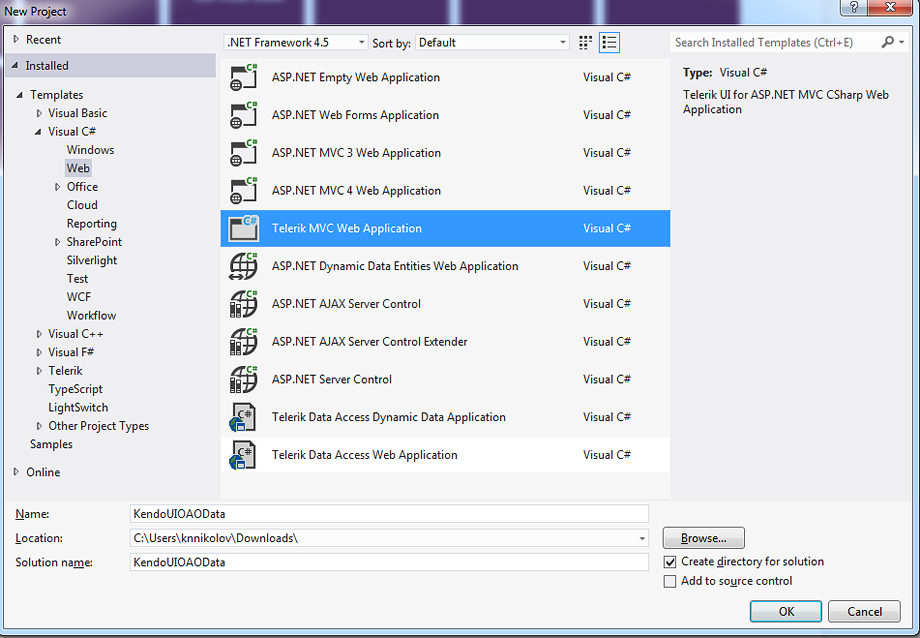 New Project
?
Recent
.NET Framework 4.5
Sort by:
Default
Search Installed Templates (Ctrl+E)
Installed
Templates
Visual Basic
Visual C#
Windows
Web
Office
Cloud
Reporting
SharePoint
Silverlight
Test
WCF
Workflow
Visual C++
Visual F#
Telerik
TypeScript
LightSwitch
Other Project Types
Samples
Online
C# ASP.NET Empty Web Application Visual C#
C# ASP.NET Web Forms Application Visual C#
C# ASP.NET MVC 3 Web Application Visual C#
C# ASP.NET MVC 4 Web Application Visual C#
C# Telerik MVC Web Application Visual C#
C# ASP.NET Dynamic Data Entities Web Application Visual C#
C# ASP.NET AJAX Server Control Visual C#
C# ASP.NET AJAX Server Control Extender Visual C#
C# ASP.NET Server Control Visual C#
C# Telerik Data Access Dynamic Data Application Visual C#
C# Telerik Data Access Web Application Visual C#
Type: Visual C#
Telerik UI for ASP.NET MVC CSharp Web
Application
Name: KendoUIOAOData
Location: C:\Users\knnikolov\Downloads\
Browse...
Solution name: KendoUIOAOData
Create directory for solution
Add to source control
OK
Cancel